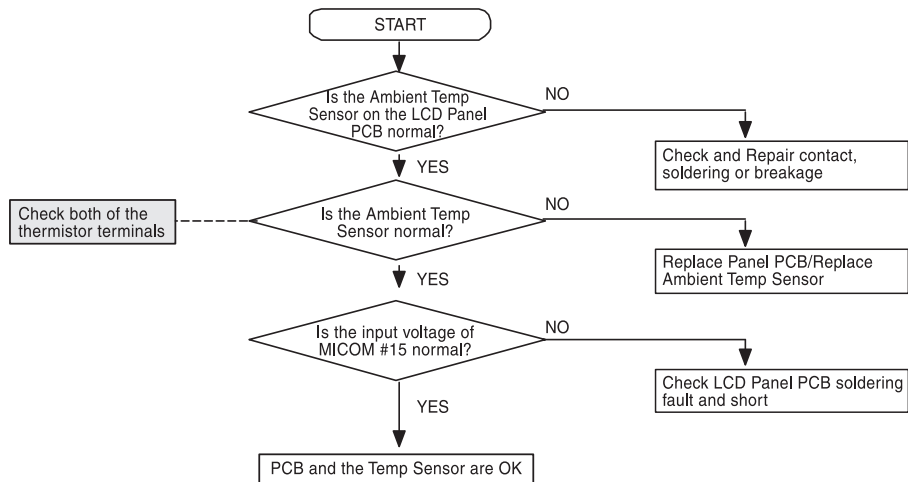 START
Is the Ambient Temp
Sensor on the LCD Panel
PCB normal?
NO
Check and Repair contact,
soldering or breakage
YES
Check both of the
thermistor terminals
Is the Ambient Temp
Sensor normal?
NO
Replace Panel PCB/Replace
Ambient Temp Sensor
YES
Is the input voltage of
MICOM #15 normal?
NO
Check LCD Panel PCB soldering
fault and short
YES
PCB and the Temp Sensor are OK